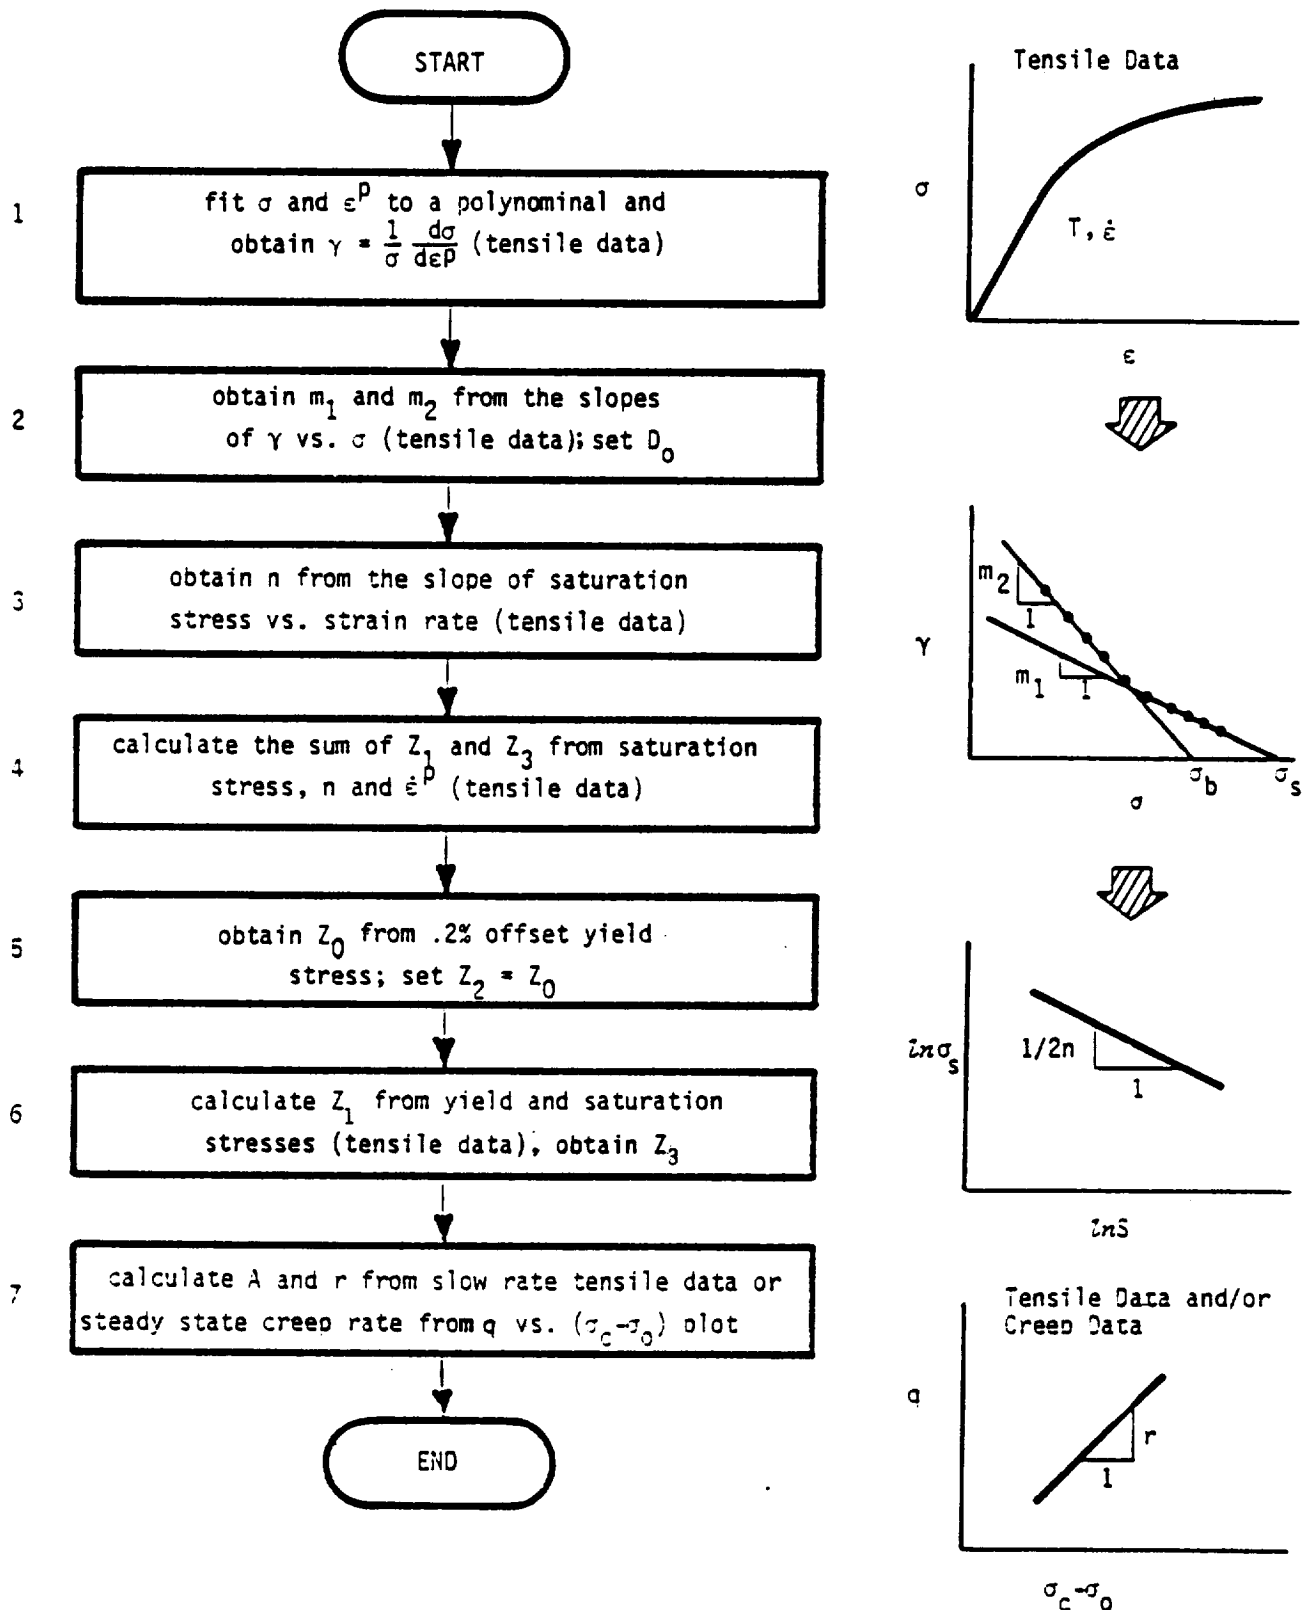 START
1
fit σ and εᵖ to a polynominal and
obtain γ = 1/σ dσ/dεᵖ (tensile data)
2
obtain m₁ and m₂ from the slopes
of γ vs. σ (tensile data); set D₀
3
obtain n from the slope of saturation
stress vs. strain rate (tensile data)
4
calculate the sum of Z₁ and Z₃ from saturation
stress, n and ε̇ᵖ (tensile data)
5
obtain Z₀ from .2% offset yield
stress; set Z₂ = Z₀
6
calculate Z₁ from yield and saturation
stresses (tensile data), obtain Z₃
7
calculate A and r from slow rate tensile data or
steady state creep rate from q vs. (σc-σo) plot
END
Tensile Data
σ
T, ε̇
ε
m₂
1
γ
m₁
1
σb
σs
σ
lnσs
1/2n
1
lnS
Tensile Data and/or
Creep Data
q
r
1
σc-σo